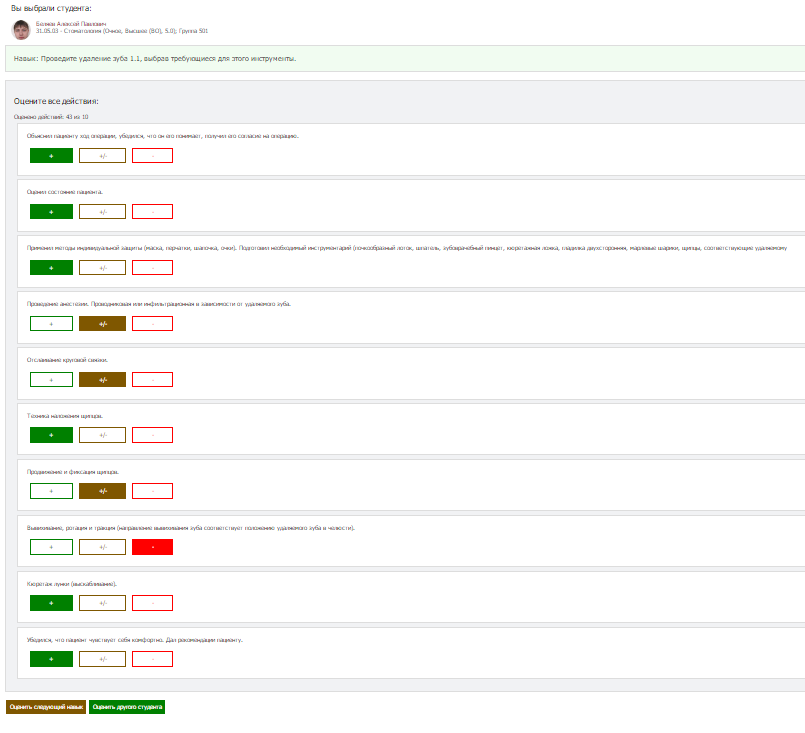 Вы выбрали студента:
Беляев Алексей Павлович
31.05.03 - Стоматология (Очное, Высшее (ВО), 5.0); Группа 501
Навык: Проведите удаление зуба 1.1, выбрав требующиеся для этого инструменты.
Оцените все действия:
Оценено действий: 43 из 10
Объяснил пациенту ход операции, убедился, что он его понимает, получил его согласие на операцию.
+ +/- -
Оценил состояние пациента.
+ +/- -
Применил методы индивидуальной защиты (маска, перчатки, шапочка, очки). Подготовил необходимый инструментарий (почкообразный лоток, шпатель, зубоврачебный пинцет, кюретажная ложка, гладилка двухсторонняя, марлевые шарики, щипцы, соответствующие удаляемому
+ +/- -
Проведение анестезии. Проводниковая или инфильтрационная в зависимости от удаляемого зуба.
+ +/- -
Отслаивание круговой связки.
+ +/- -
Техника наложения щипцов.
+ +/- -
Продвижение и фиксация щипцов.
+ +/- -
Вывихивание, ротация и тракция (направление вывихивания зуба соответствует положению удаляемого зуба в челюсти).
+ +/- -
Кюретаж лунки (выскабливание).
+ +/- -
Убедился, что пациент чувствует себя комфортно. Дал рекомендации пациенту.
+ +/- -
Оценить следующий навык Оценить другого студента